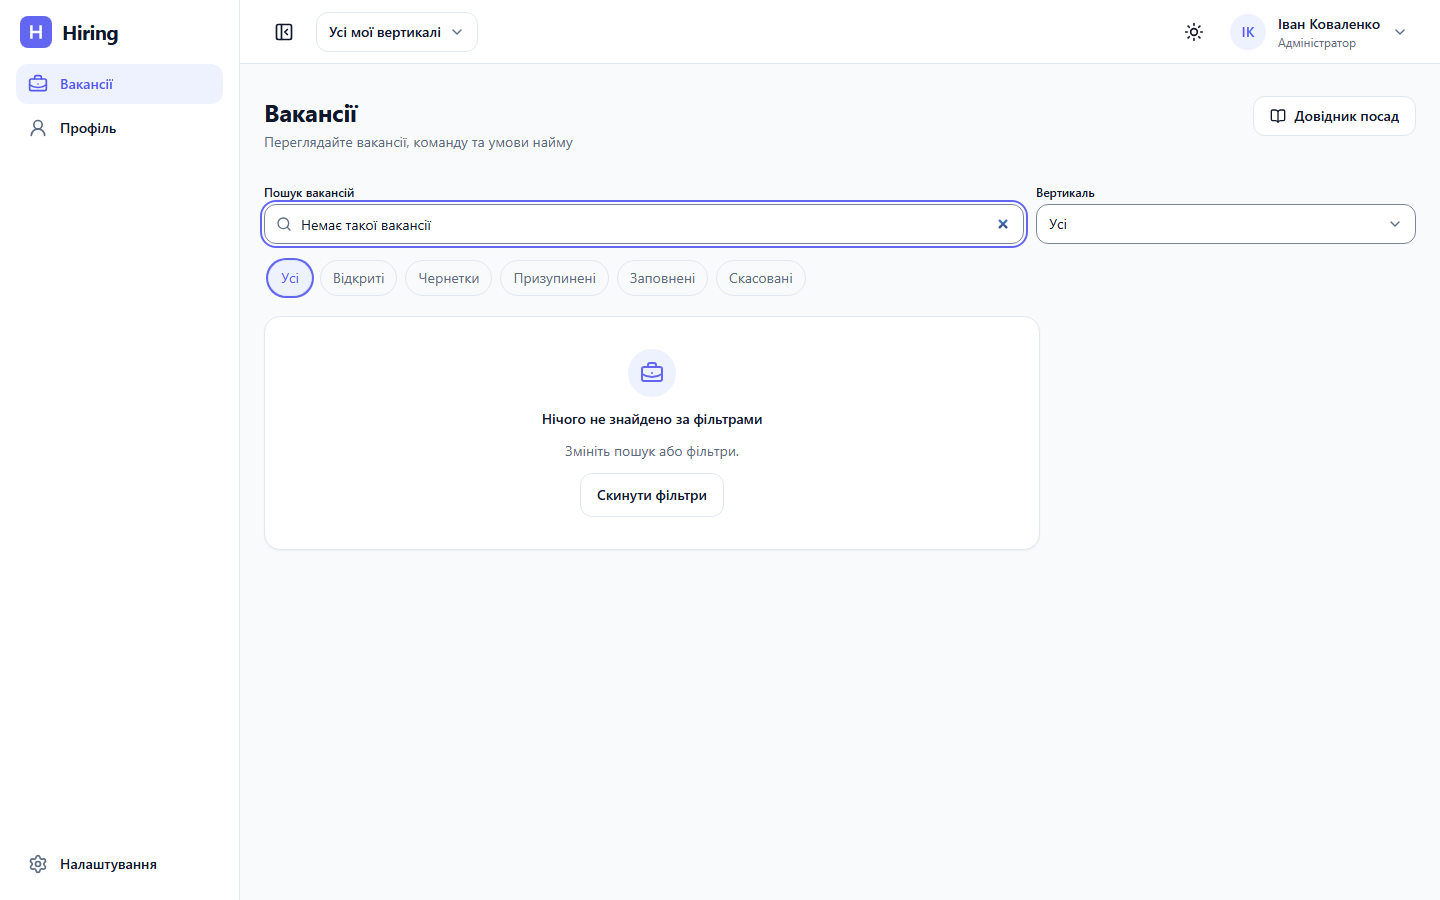 H Hiring
Вакансії
Профіль
Налаштування
Усі мої вертикалі
ІК
Іван Коваленко
Адміністратор
Вакансії
Переглядайте вакансії, команду та умови найму
Довідник посад
Пошук вакансій
Немає такої вакансії
Вертикаль
Усі
Усі
Відкриті
Чернетки
Призупинені
Заповнені
Скасовані
Нічого не знайдено за фільтрами
Змініть пошук або фільтри.
Скинути фільтри